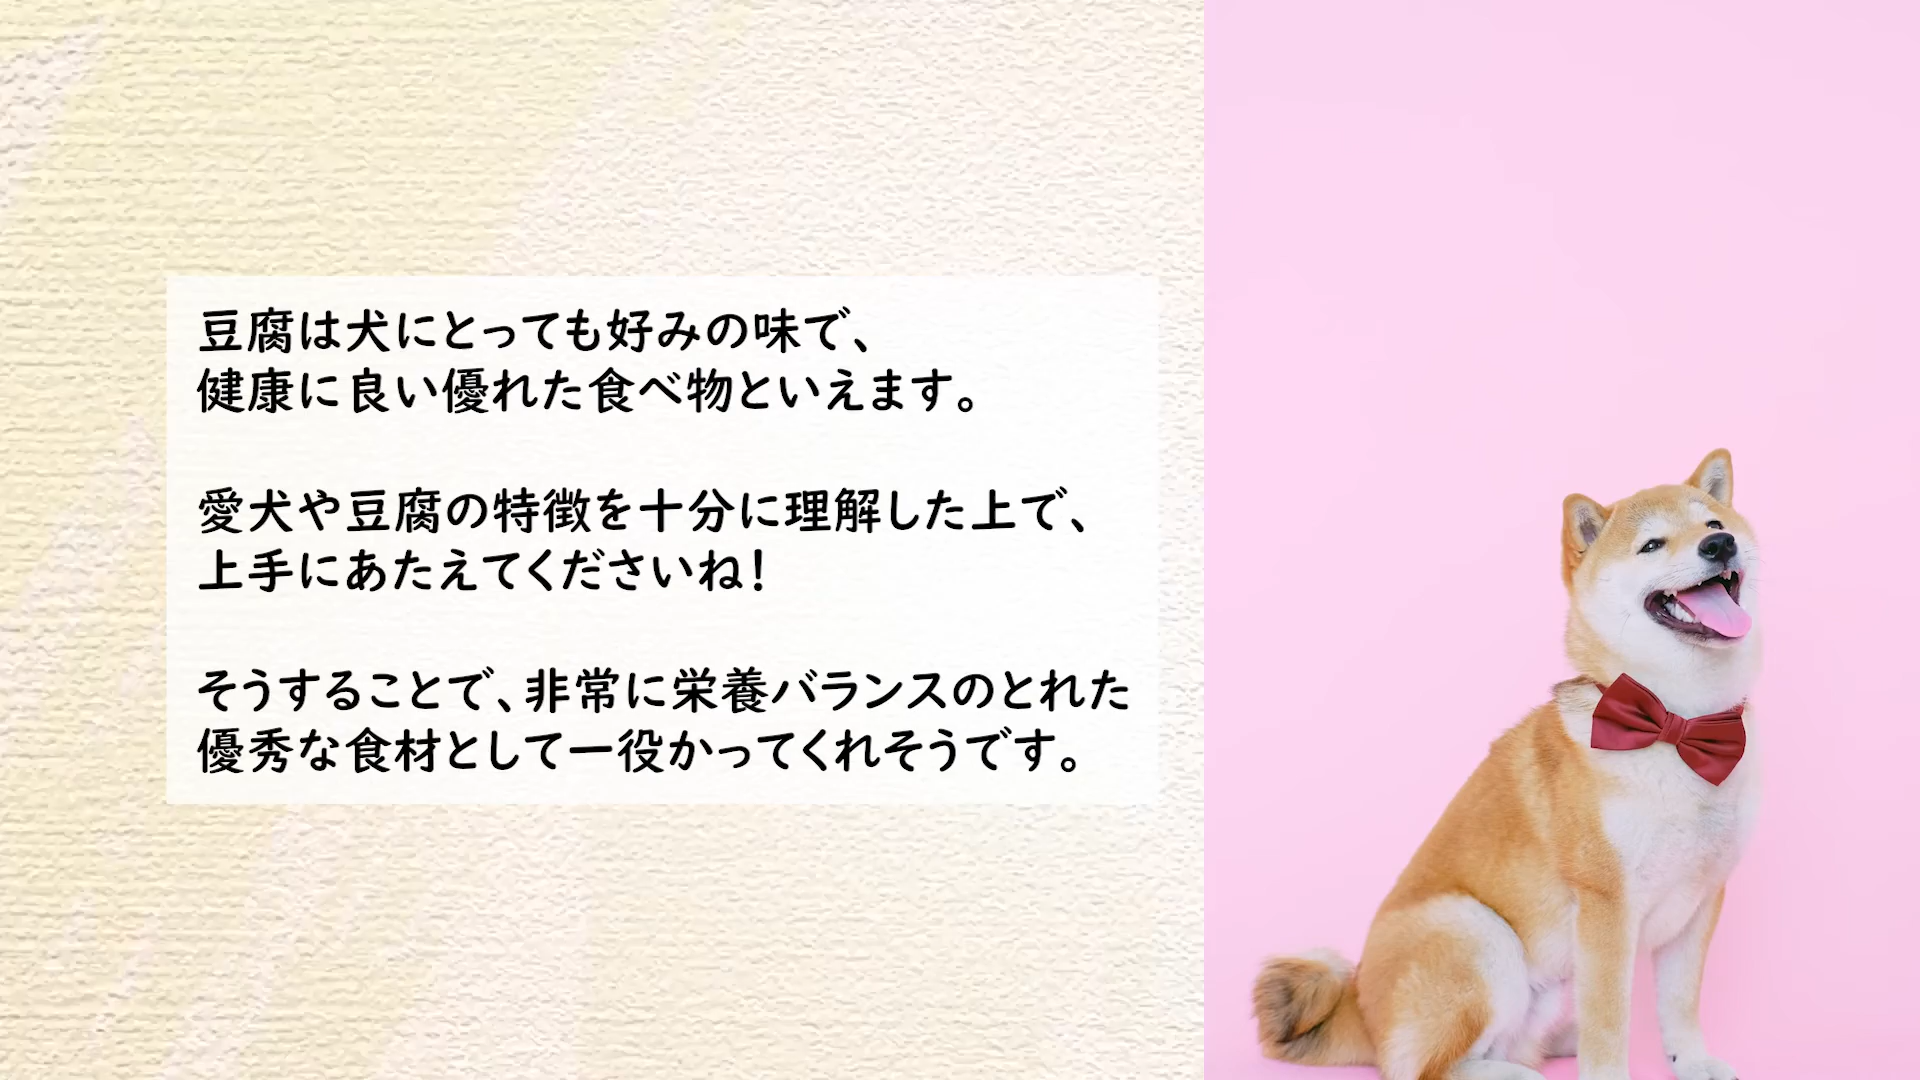 豆腐は犬にとっても好みの味で、
健康に良い優れた食べ物といえます。
愛犬や豆腐の特徴を十分に理解した上で、
上手にあたえてくださいね！
そうすることで、非常に栄養バランスのとれた
優秀な食材として一役かってくれそうです。